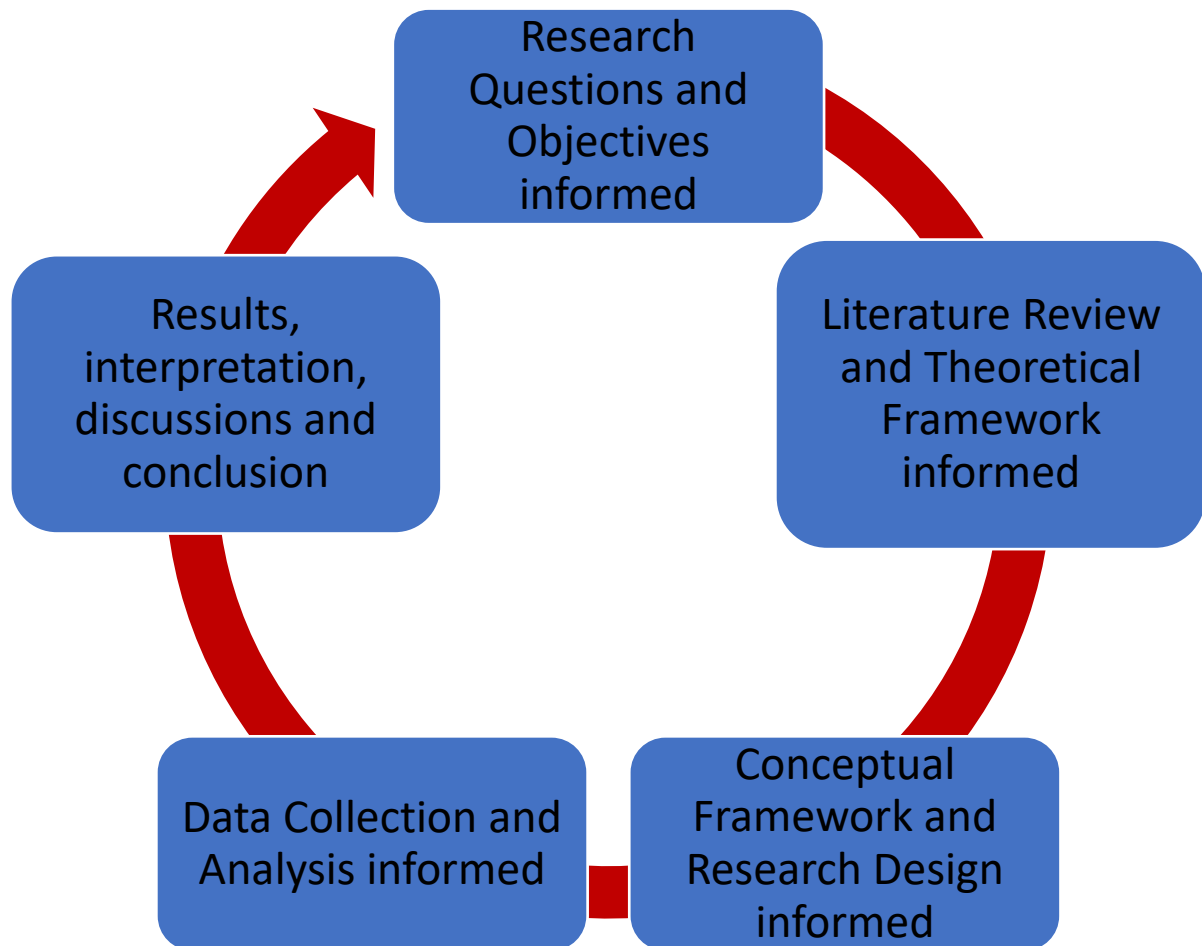 Research
Questions and
Objectives
informed
Literature Review
and Theoretical
Framework
informed
Conceptual
Framework and
Research Design
informed
Data Collection and
Analysis informed
Results,
interpretation,
discussions and
conclusion